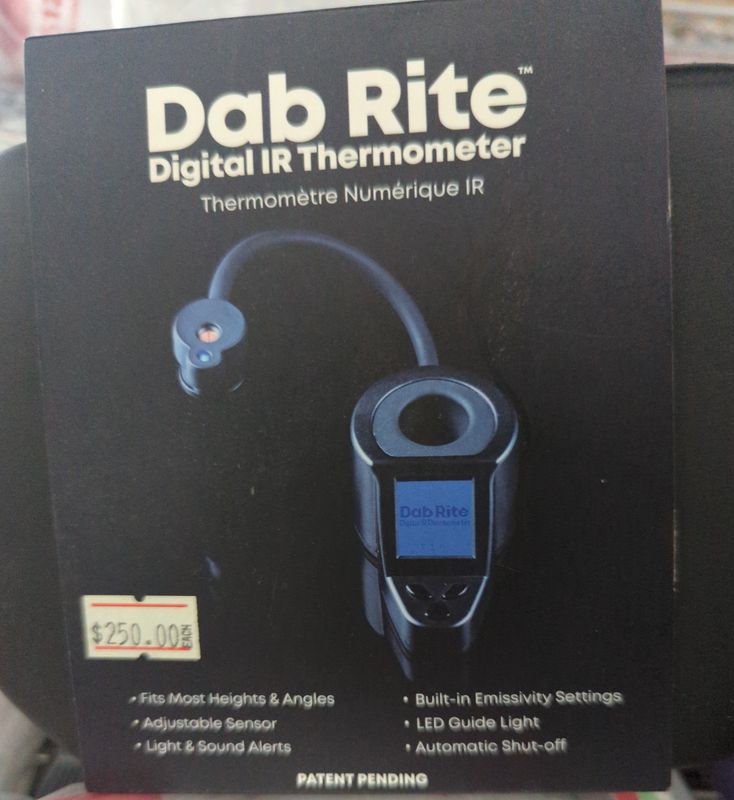 Dab Rite™
Digital IR Thermometer
Thermomètre Numérique IR
Dab Rite
Digital IR Thermometer
$250.00 EACH
• Fits Most Heights & Angles
• Adjustable Sensor
• Light & Sound Alerts
• Built-in Emissivity Settings
• LED Guide Light
• Automatic Shut-off
PATENT PENDING